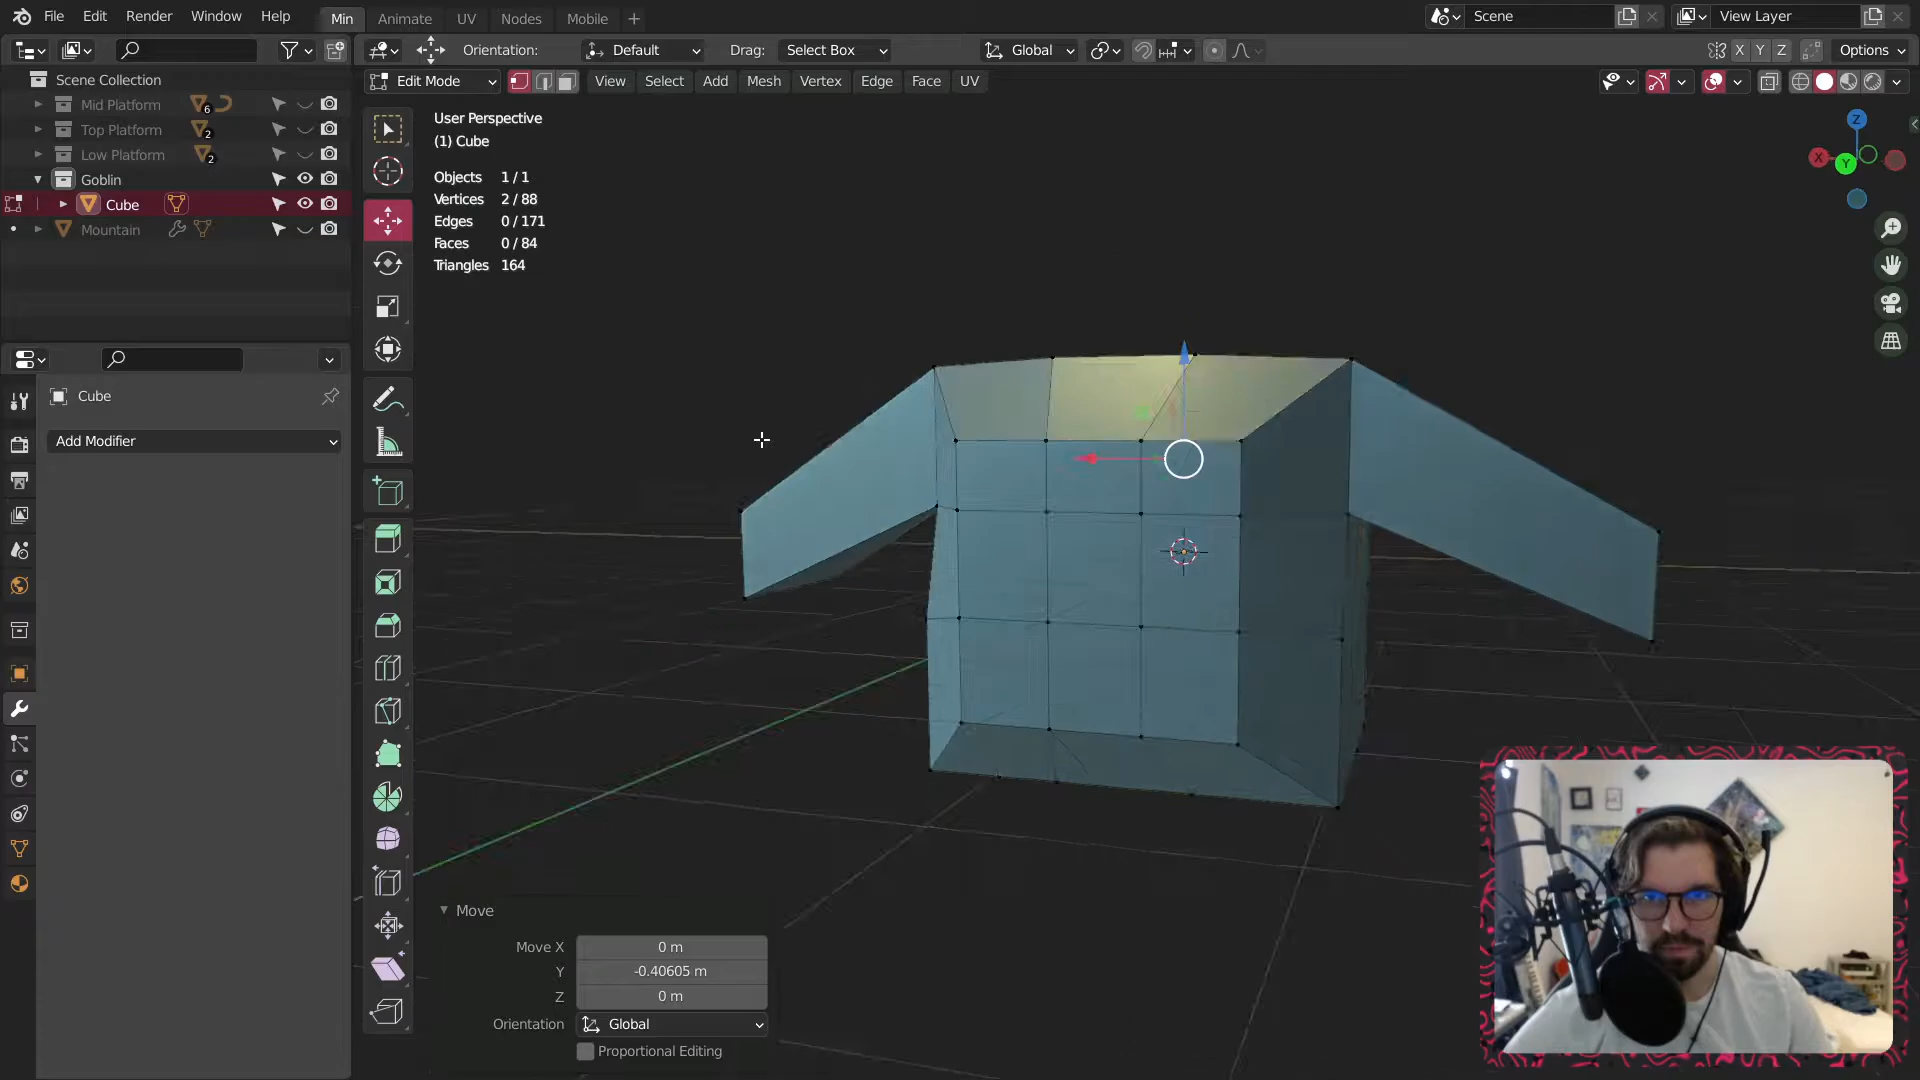 File Edit Render Window Help Min Animate UV Nodes Mobile Scene View Layer
Orientation: Default Drag: Select Box Global X Y Z Options
Edit Mode View Select Add Mesh Vertex Edge Face UV
Scene Collection
Mid Platform 6
Top Platform 2
Low Platform 2
Goblin
Cube
Mountain
Cube
Add Modifier
User Perspective
(1) Cube
Objects 1 / 1
Vertices 2 / 88
Edges 0 / 171
Faces 0 / 84
Triangles 164
Z
X
Y
Move
Move X 0 m
Y -0.40605 m
Z 0 m
Orientation Global
Proportional Editing